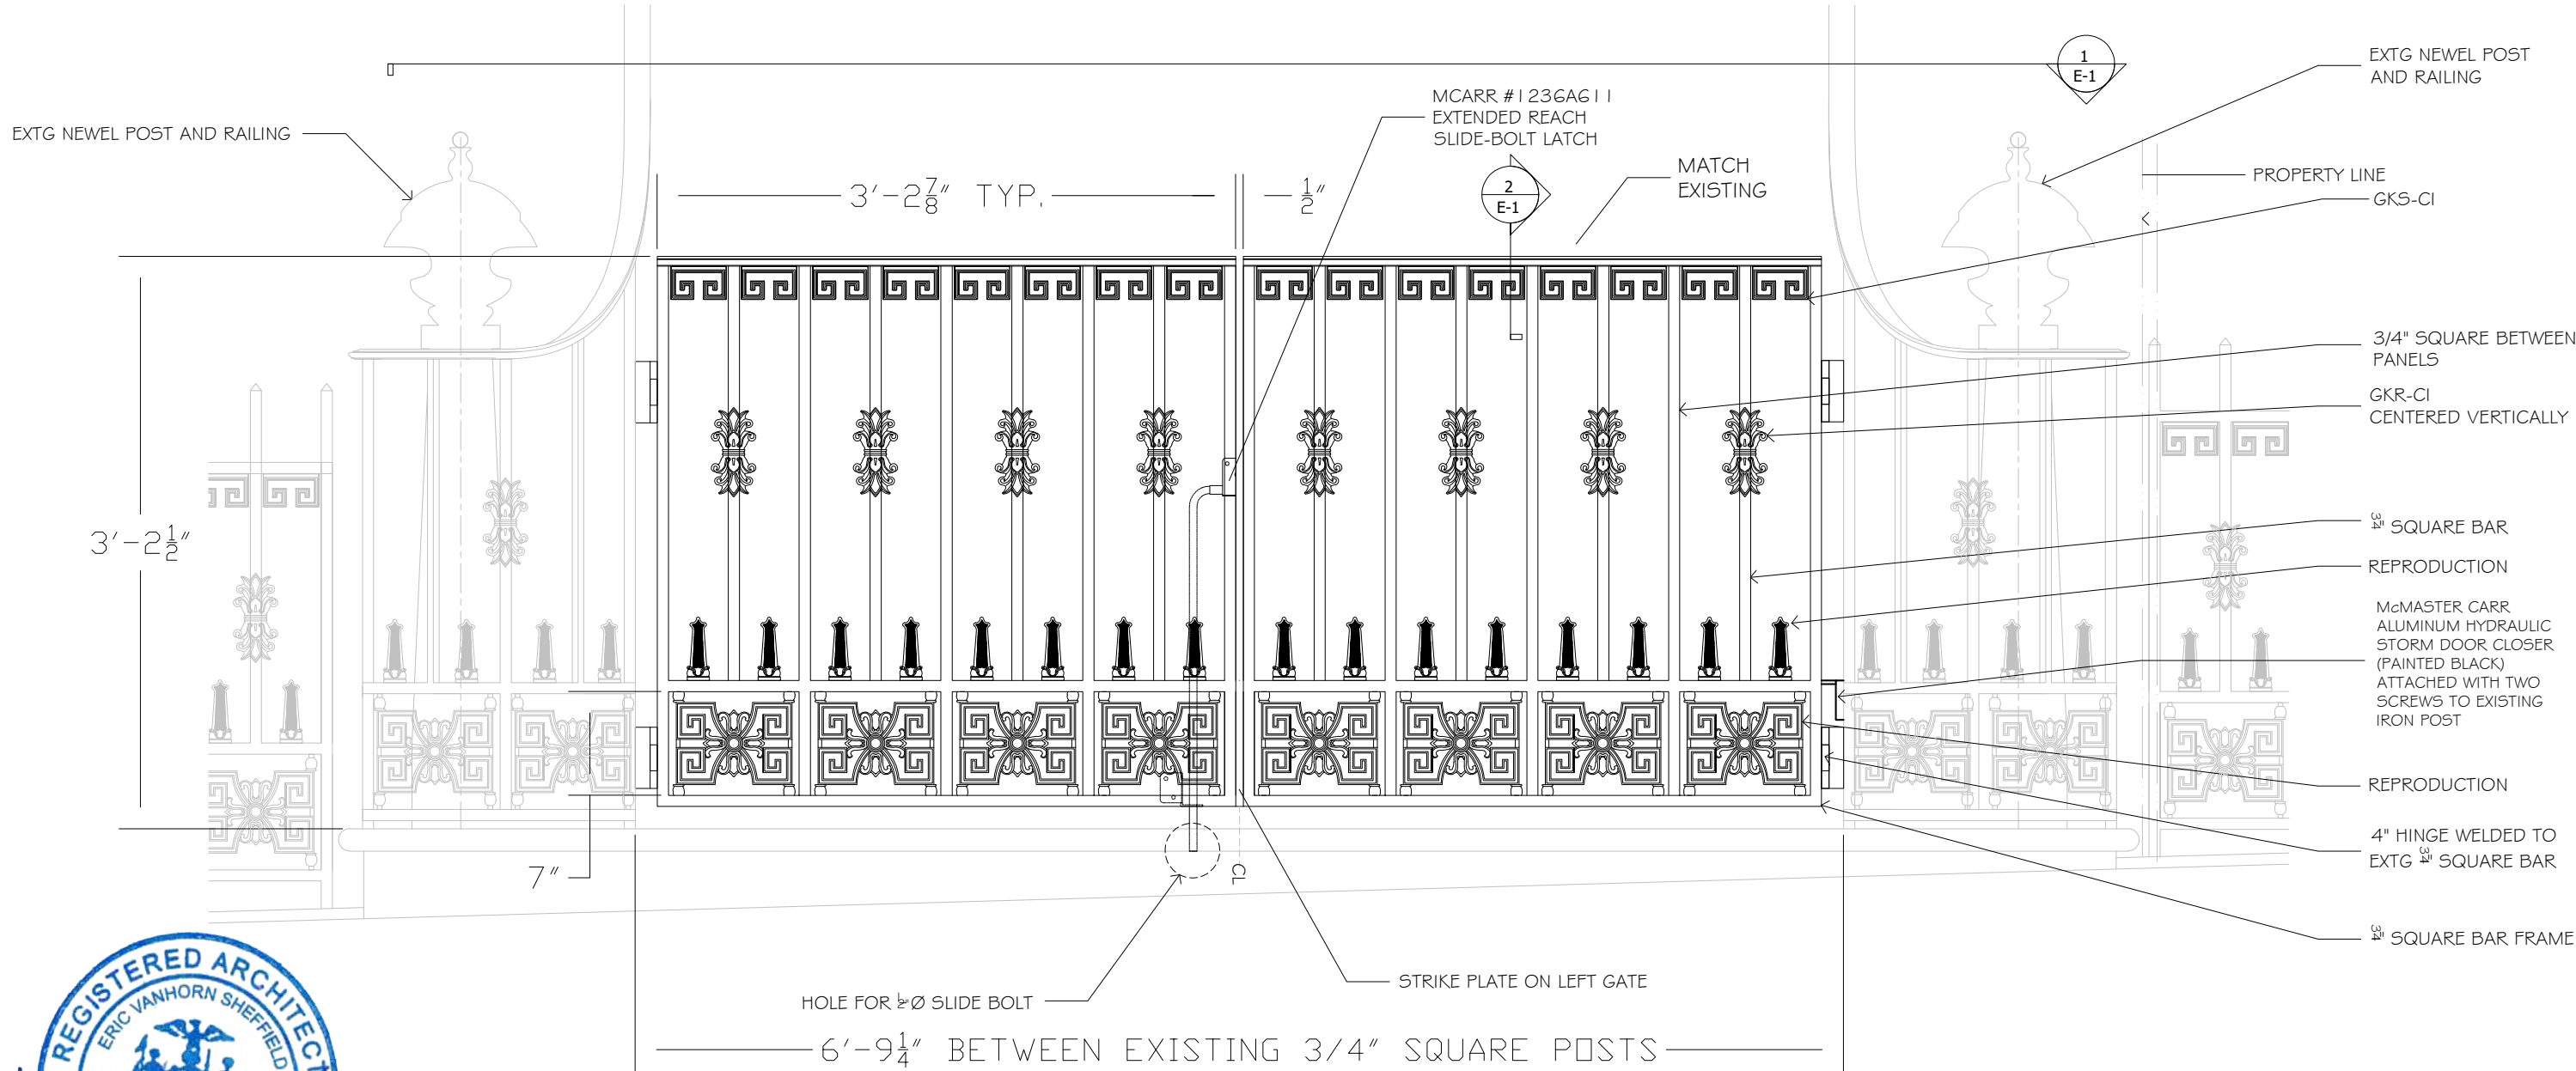 EXTG NEWEL POST AND RAILING
MCARR #1236A611
EXTENDED REACH
SLIDE-BOLT LATCH
1
E-1
EXTG NEWEL POST
AND RAILING
3'-2 7/8" TYP.
1/2"
2
E-1
MATCH
EXISTING
PROPERTY LINE
GKS-CI
3/4" SQUARE BETWEEN
PANELS
GKR-CI
CENTERED VERTICALLY
3'-2 1/2"
3/4" SQUARE BAR
REPRODUCTION
McMASTER CARR
ALUMINUM HYDRAULIC
STORM DOOR CLOSER
(PAINTED BLACK)
ATTACHED WITH TWO
SCREWS TO EXISTING
IRON POST
REPRODUCTION
4" HINGE WELDED TO
EXTG 3/4" SQUARE BAR
7"
CL
3/4" SQUARE BAR FRAME
STRIKE PLATE ON LEFT GATE
HOLE FOR 1/2"Ø SLIDE BOLT
6'-9 1/4" BETWEEN EXISTING 3/4" SQUARE POSTS
REGISTERED ARCHITECT
ERIC VANHORN SHEFFIELD